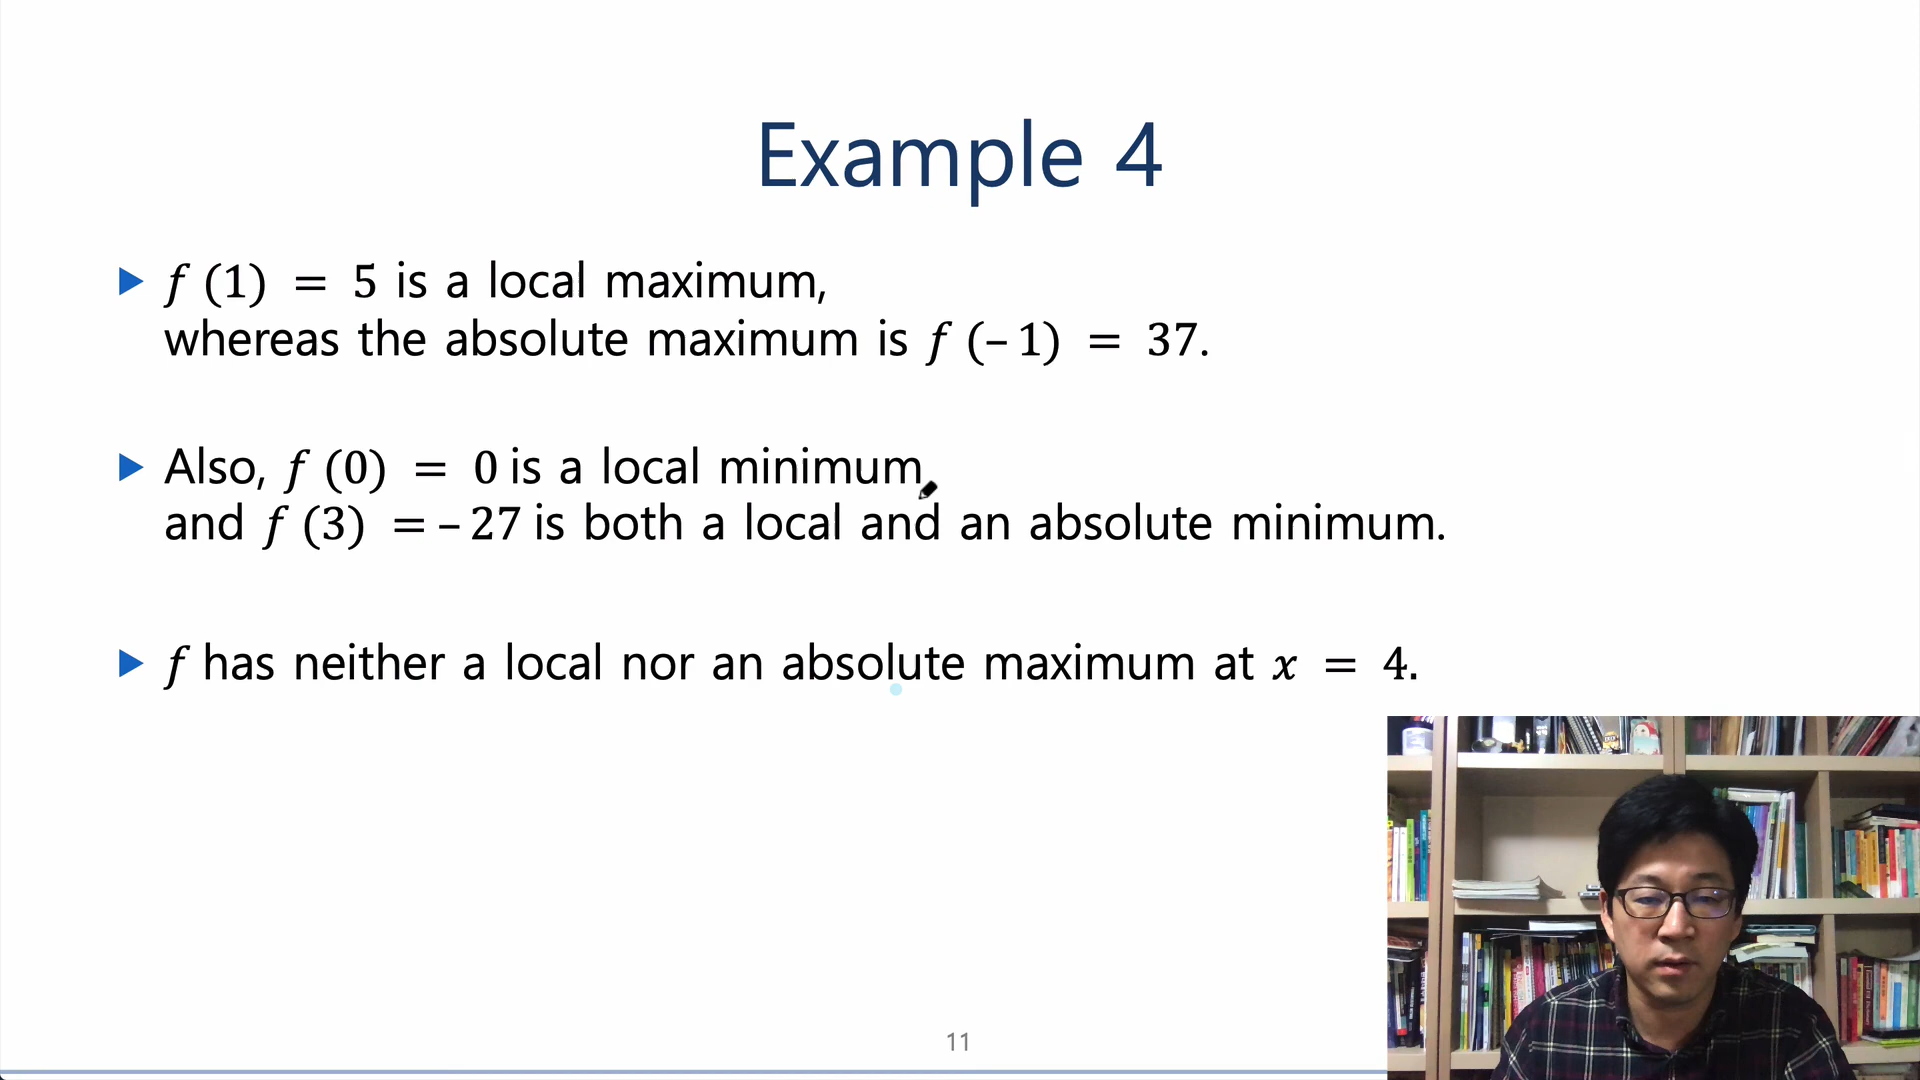 Example 4
f (1) = 5 is a local maximum,
whereas the absolute maximum is f (– 1) = 37.
Also, f (0) = 0 is a local minimum,
and f (3) = – 27 is both a local and an absolute minimum.
f has neither a local nor an absolute maximum at x = 4.
11